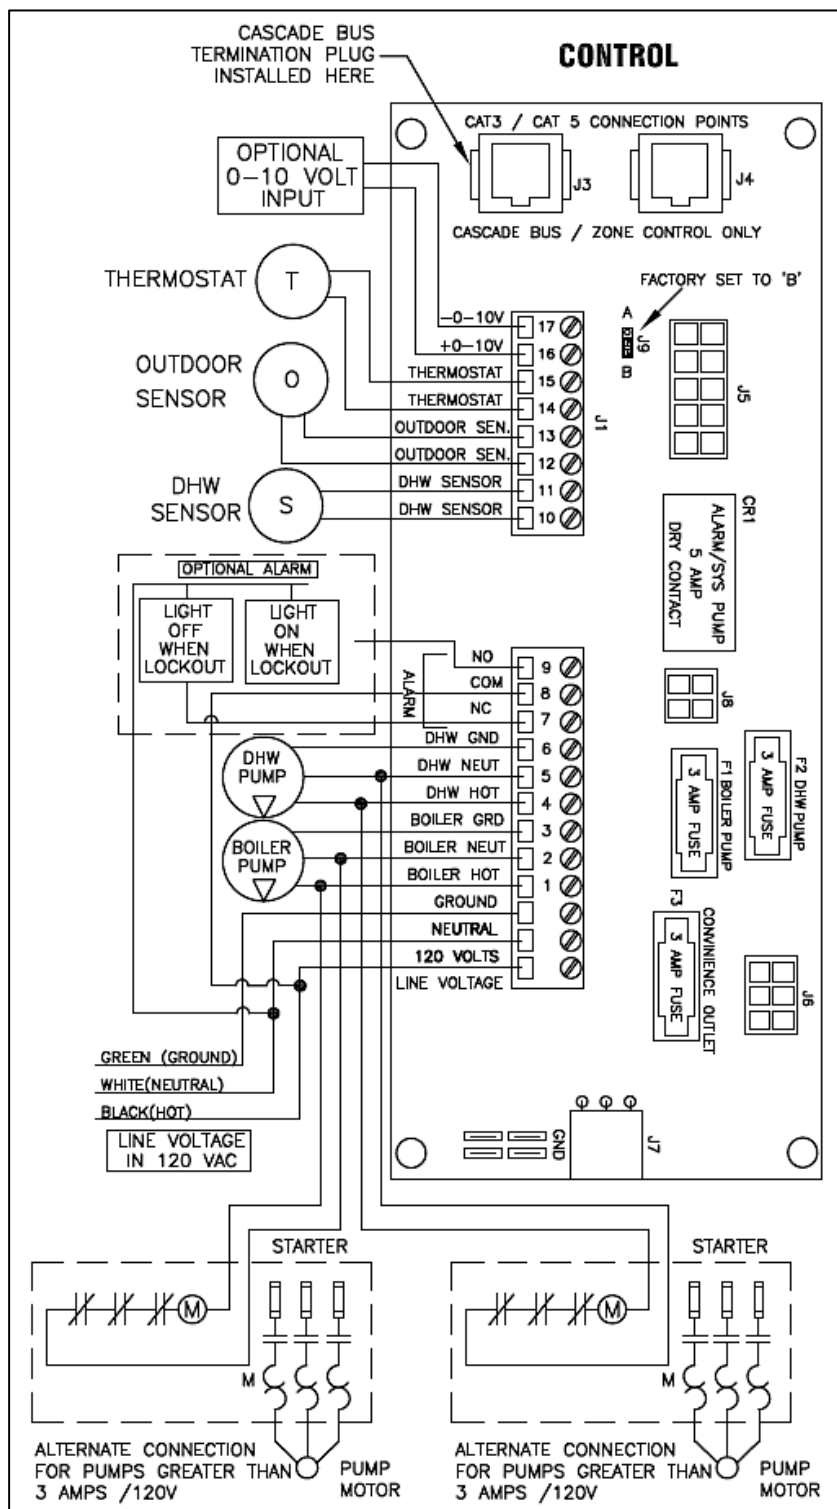 CASCADE BUS
TERMINATION PLUG
INSTALLED HERE
CONTROL
CAT3 / CAT 5 CONNECTION POINTS
OPTIONAL
0-10 VOLT
INPUT
J3
J4
CASCADE BUS / ZONE CONTROL ONLY
THERMOSTAT
T
FACTORY SET TO 'B'
A
J9
B
-0-10V
17
+0-10V
16
THERMOSTAT
15
THERMOSTAT
14
OUTDOOR SEN.
13
OUTDOOR SEN.
12
DHW SENSOR
11
DHW SENSOR
10
J1
J5
OUTDOOR
SENSOR
O
DHW
SENSOR
S
CR1
ALARM/SYS PUMP
5 AMP
DRY CONTACT
OPTIONAL ALARM
LIGHT
OFF
WHEN
LOCKOUT
LIGHT
ON
WHEN
LOCKOUT
ALARM
NO
9
COM
8
NC
7
DHW GND
6
DHW NEUT
5
DHW HOT
4
BOILER GRD
3
BOILER NEUT
2
BOILER HOT
1
GROUND
NEUTRAL
120 VOLTS
LINE VOLTAGE
J8
DHW
PUMP
BOILER
PUMP
F1 BOILER PUMP
3 AMP FUSE
F2 DHW PUMP
3 AMP FUSE
F3
CONVINIENCE OUTLET
3 AMP FUSE
J6
GREEN (GROUND)
WHITE(NEUTRAL)
BLACK(HOT)
LINE VOLTAGE
IN 120 VAC
GND
J7
STARTER
M
M
ALTERNATE CONNECTION
FOR PUMPS GREATER THAN
3 AMPS /120V
PUMP
MOTOR
STARTER
M
M
ALTERNATE CONNECTION
FOR PUMPS GREATER THAN
3 AMPS /120V
PUMP
MOTOR